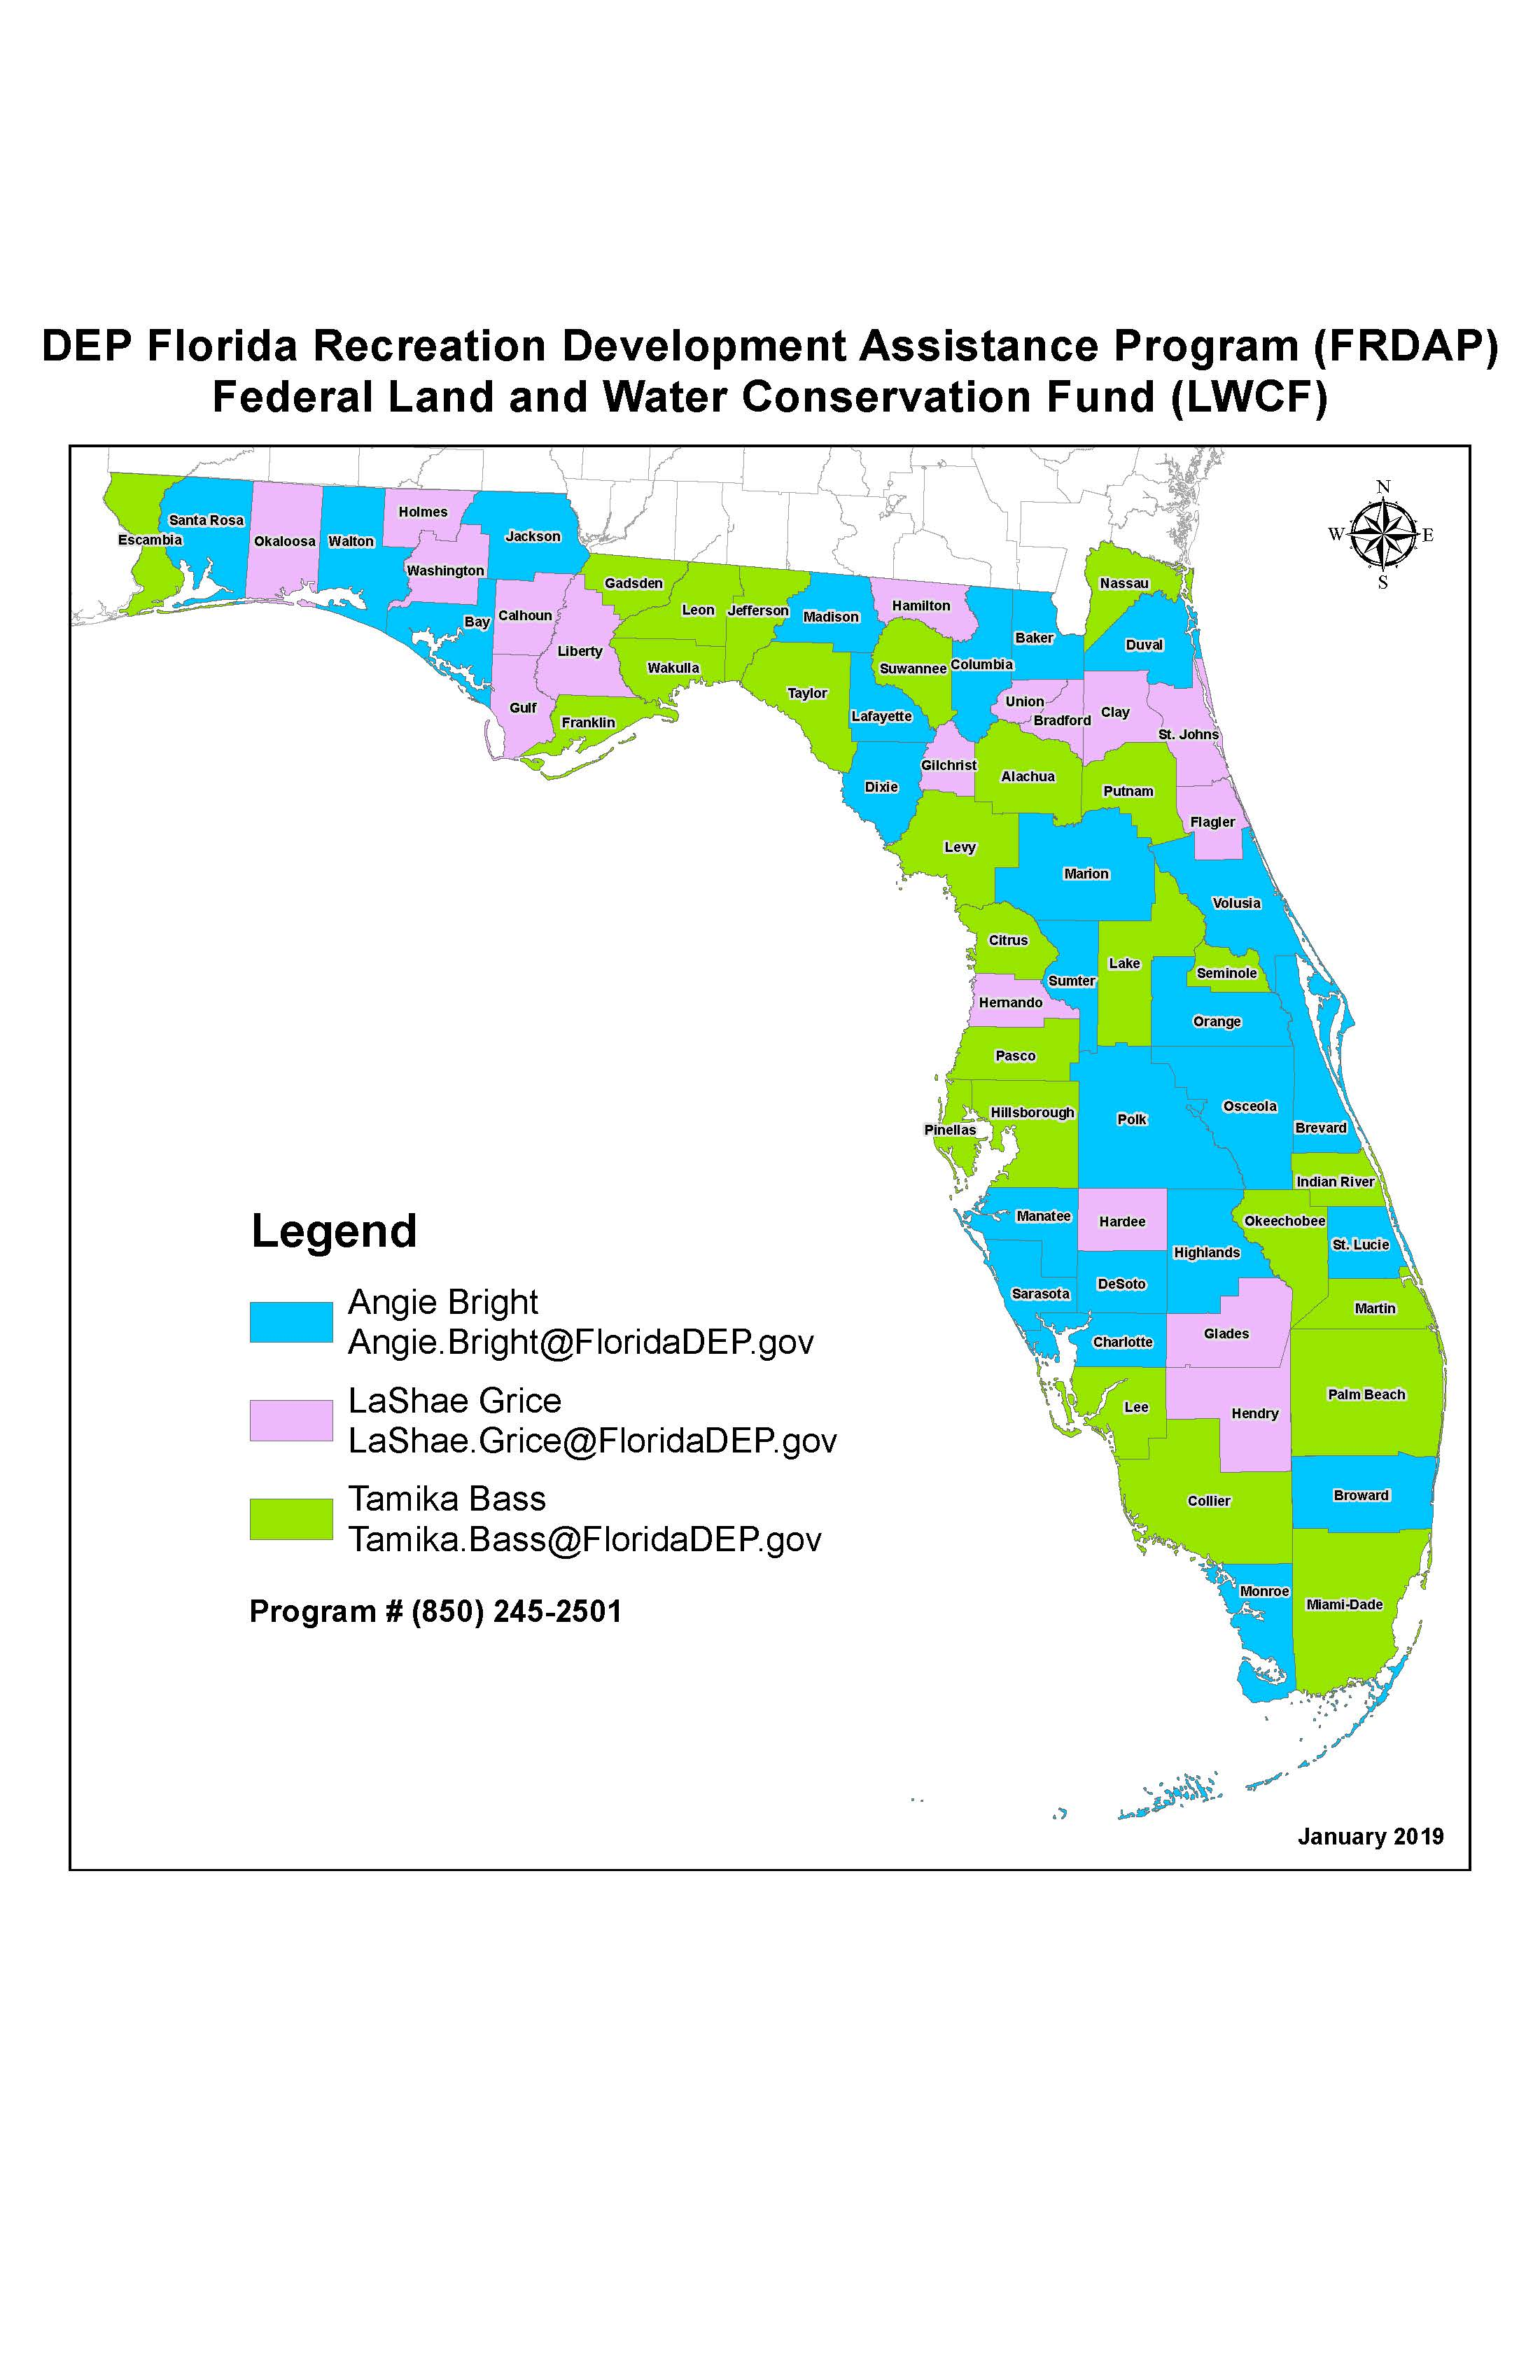 DEP Florida Recreation Development Assistance Program (FRDAP)
Federal Land and Water Conservation Fund (LWCF)
N
W
E
S
Escambia
Santa Rosa
Okaloosa
Walton
Holmes
Washington
Jackson
Bay
Calhoun
Gulf
Liberty
Gadsden
Franklin
Leon
Wakulla
Jefferson
Madison
Taylor
Hamilton
Suwannee
Lafayette
Columbia
Dixie
Gilchrist
Baker
Nassau
Duval
Union
Bradford
Clay
St. Johns
Alachua
Putnam
Flagler
Levy
Marion
Volusia
Citrus
Sumter
Lake
Seminole
Hernando
Orange
Pasco
Hillsborough
Pinellas
Polk
Osceola
Brevard
Indian River
Manatee
Hardee
Highlands
Okeechobee
St. Lucie
Sarasota
DeSoto
Martin
Charlotte
Glades
Lee
Hendry
Palm Beach
Collier
Broward
Monroe
Miami-Dade
Legend
Angie Bright
Angie.Bright@FloridaDEP.gov
LaShae Grice
LaShae.Grice@FloridaDEP.gov
Tamika Bass
Tamika.Bass@FloridaDEP.gov
Program # (850) 245-2501
January 2019